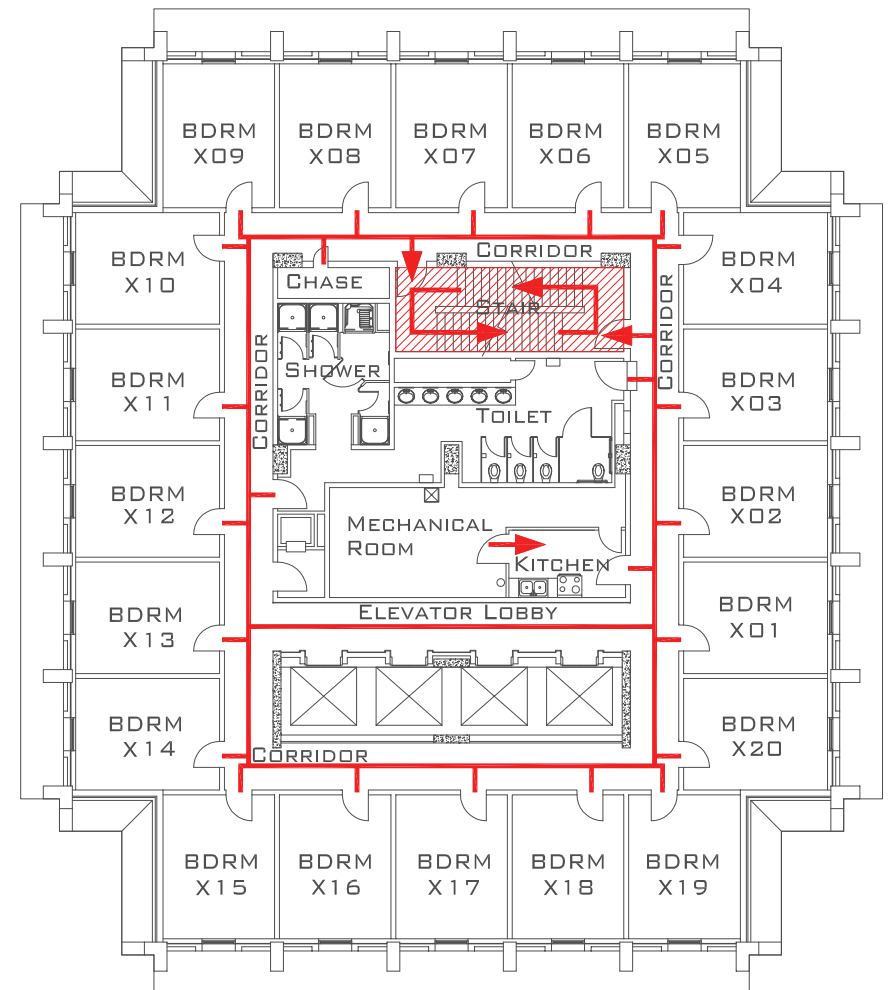 BDRM
X09
BDRM
X08
BDRM
X07
BDRM
X06
BDRM
X05
BDRM
X10
CORRIDOR
BDRM
X04
CHASE
STAIR
CORRIDOR
CORRIDOR
SHOWER
BDRM
X11
BDRM
X03
TOILET
BDRM
X12
BDRM
X02
MECHANICAL
ROOM
KITCHEN
BDRM
X13
ELEVATOR LOBBY
BDRM
X01
BDRM
X14
CORRIDOR
BDRM
X20
BDRM
X15
BDRM
X16
BDRM
X17
BDRM
X18
BDRM
X19